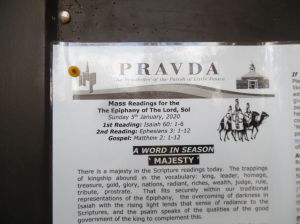 PRAVDA
The Newsletter of the Parish of Little
Mass Readings for the
The Epiphany of The Lord, Sol
Sunday 5th January, 2020
1st Reading: Isaiah 60: 1-6
2nd Reading: Ephesians 3: 1-12
Gospel: Matthew 2: 1-12
A WORD IN SEASON
'MAJESTY'
There is a majesty in the Scripture readings today. The trappings
of kingship abound in the vocabulary: king, leader, homage,
treasure, gold, glory, nations, radiant, riches, wealth, judge, rule,
tribute, prostrate. That fits securely within our traditional
representations of the Epiphany, the overcoming of darkness in
Isaiah with the rising light lends that sense of radiance to the
Scriptures, and the psalm speaks of the qualities of the good
government of the king to complement this.